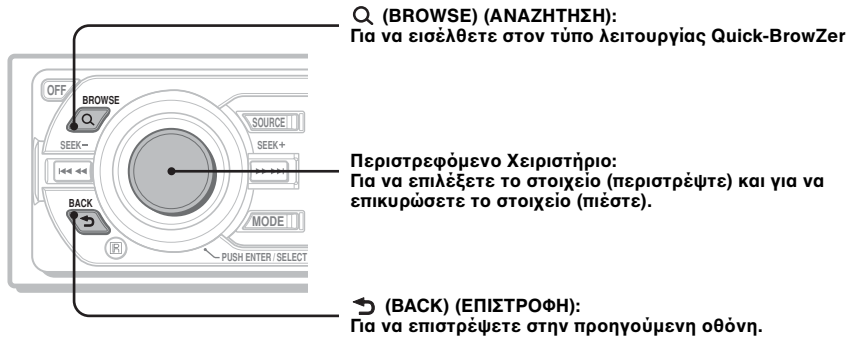 (BROWSE) (ΑΝΑΖΗΤΗΣΗ):
Για να εισέλθετε στον τύπο λειτουργίας Quick-BrowZer
OFF
BROWSE
SOURCE
SEEK–
SEEK+
Περιστρεφόμενο Χειριστήριο:
Για να επιλέξετε το στοιχείο (περιστρέψτε) και για να
επικυρώσετε το στοιχείο (πιέστε).
BACK
MODE
R
PUSH ENTER / SELECT
(BACK) (ΕΠΙΣΤΡΟΦΗ):
Για να επιστρέψετε στην προηγούμενη οθόνη.